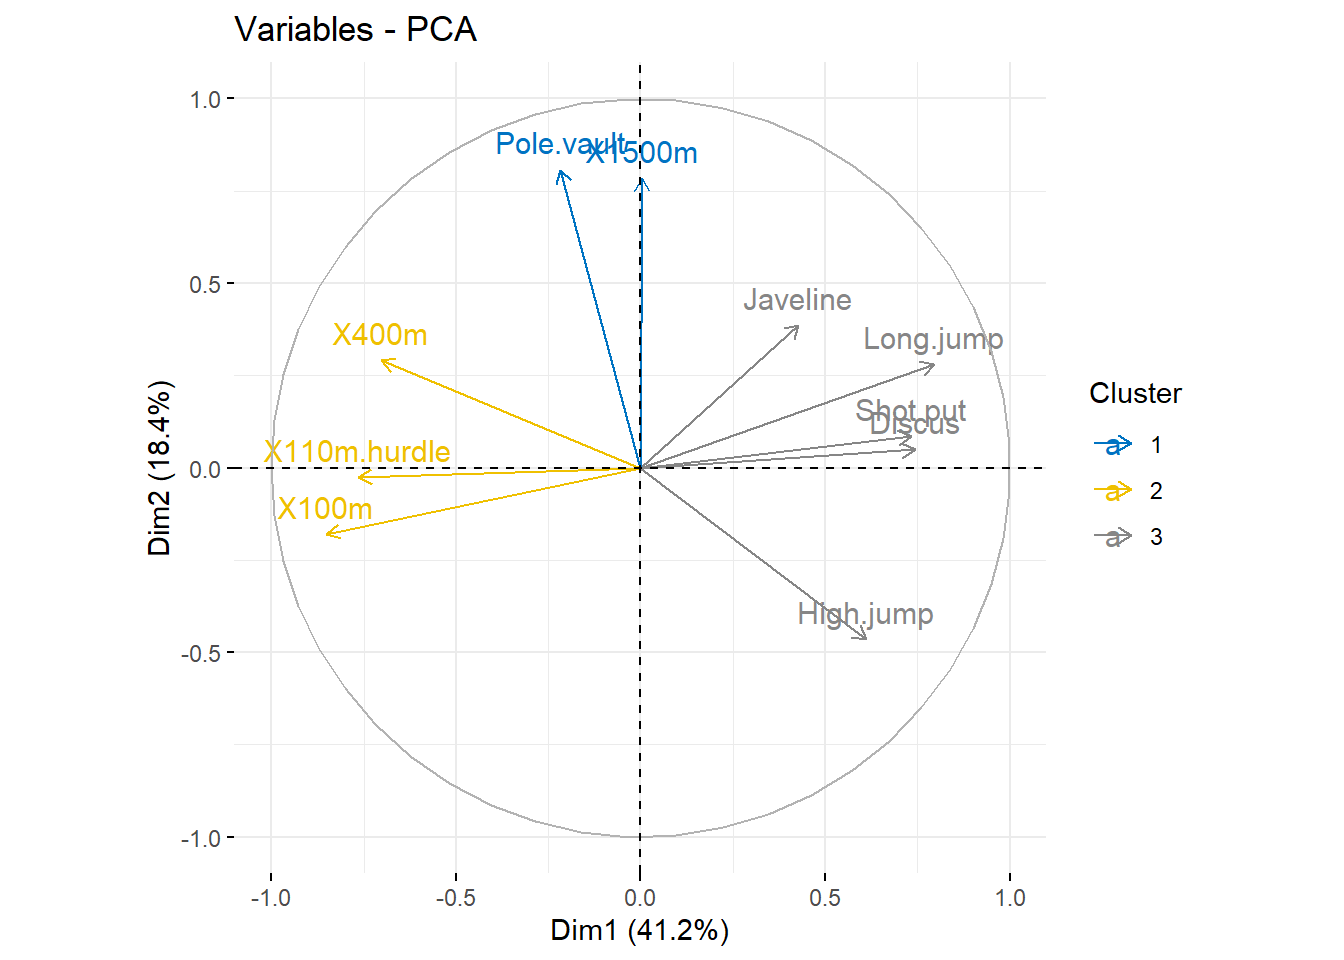 Variables - PCA
1.0
0.5
0.0
-0.5
-1.0
Dim2 (18.4%)
Pole.vault
X1500m
Javeline
X400m
Long.jump
Shot.put
Discus
X110m.hurdle
X100m
High.jump
-1.0
-0.5
0.0
0.5
1.0
Dim1 (41.2%)
Cluster
a 1
a 2
a 3